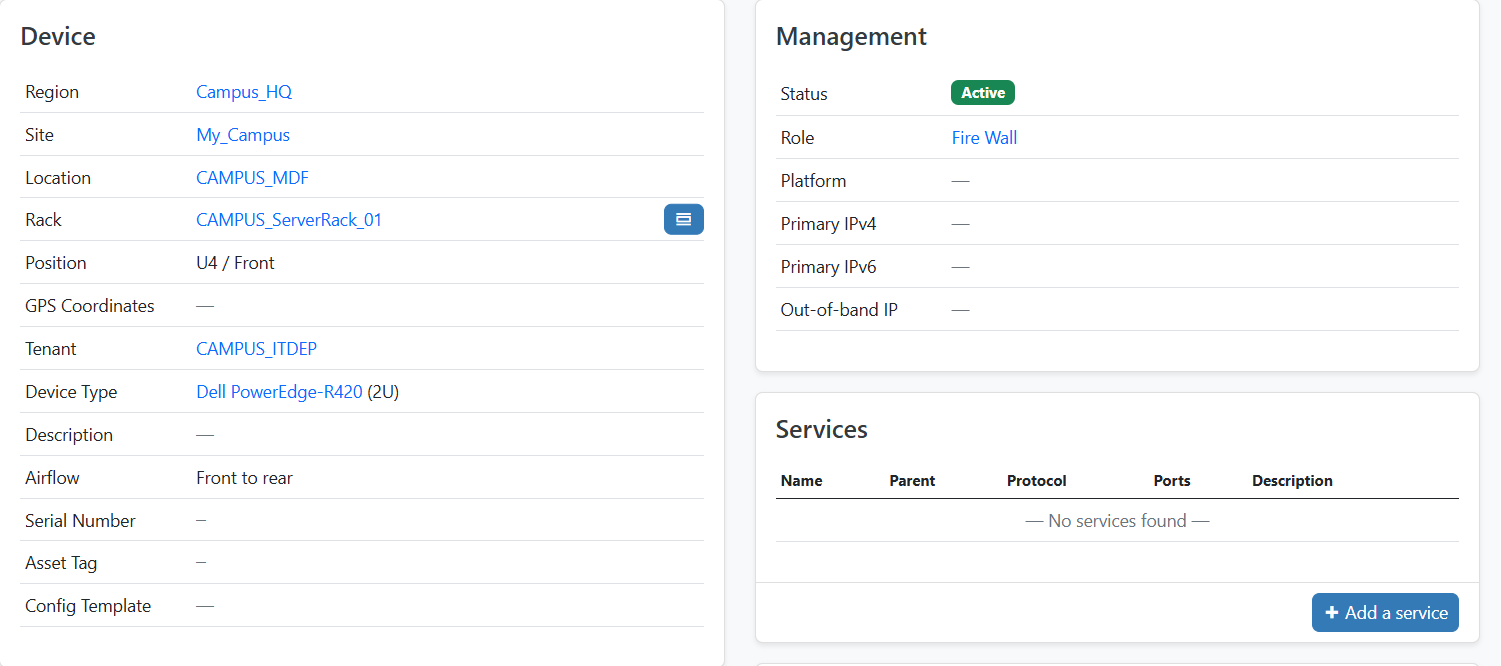 Device
Region Campus_HQ
Site My_Campus
Location CAMPUS_MDF
Rack CAMPUS_ServerRack_01
Position U4 / Front
GPS Coordinates —
Tenant CAMPUS_ITDEP
Device Type Dell PowerEdge-R420 (2U)
Description —
Airflow Front to rear
Serial Number –
Asset Tag –
Config Template —
Management
Status Active
Role Fire Wall
Platform —
Primary IPv4 —
Primary IPv6 —
Out-of-band IP —
Services
Name Parent Protocol Ports Description
— No services found —
+ Add a service